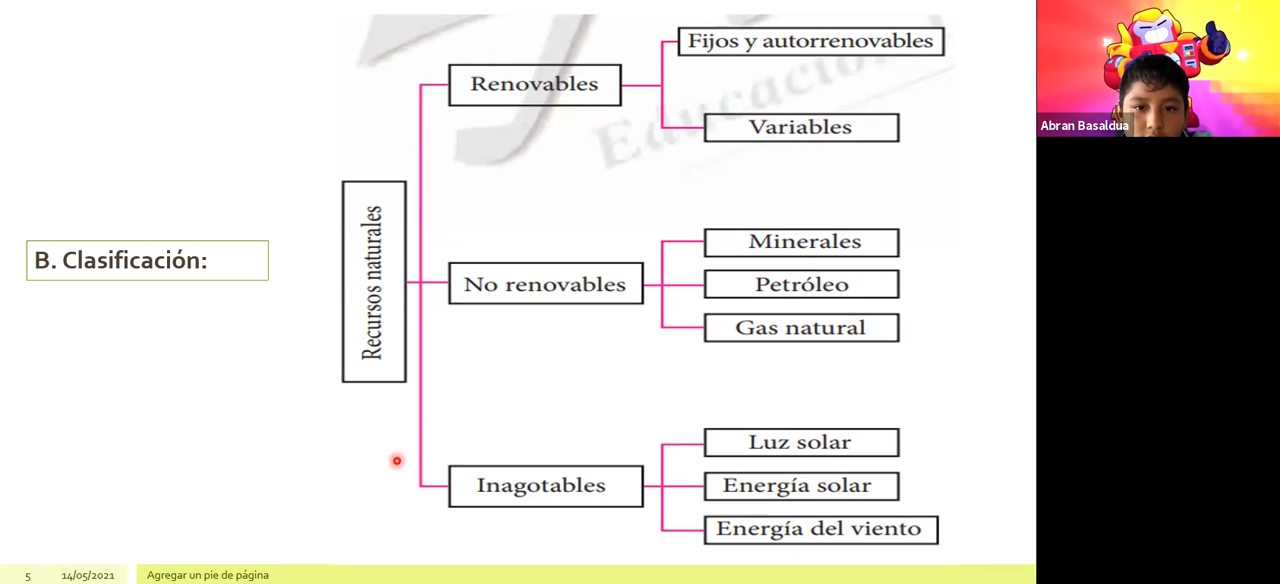 Educación
Fijos y autorrenovables
Renovables
Variables
B. Clasificación:
Recursos naturales
Minerales
No renovables
Petróleo
Gas natural
Luz solar
Inagotables
Energía solar
Energía del viento
5
14/05/2021
Agregar un pie de página
Abran Basaldua